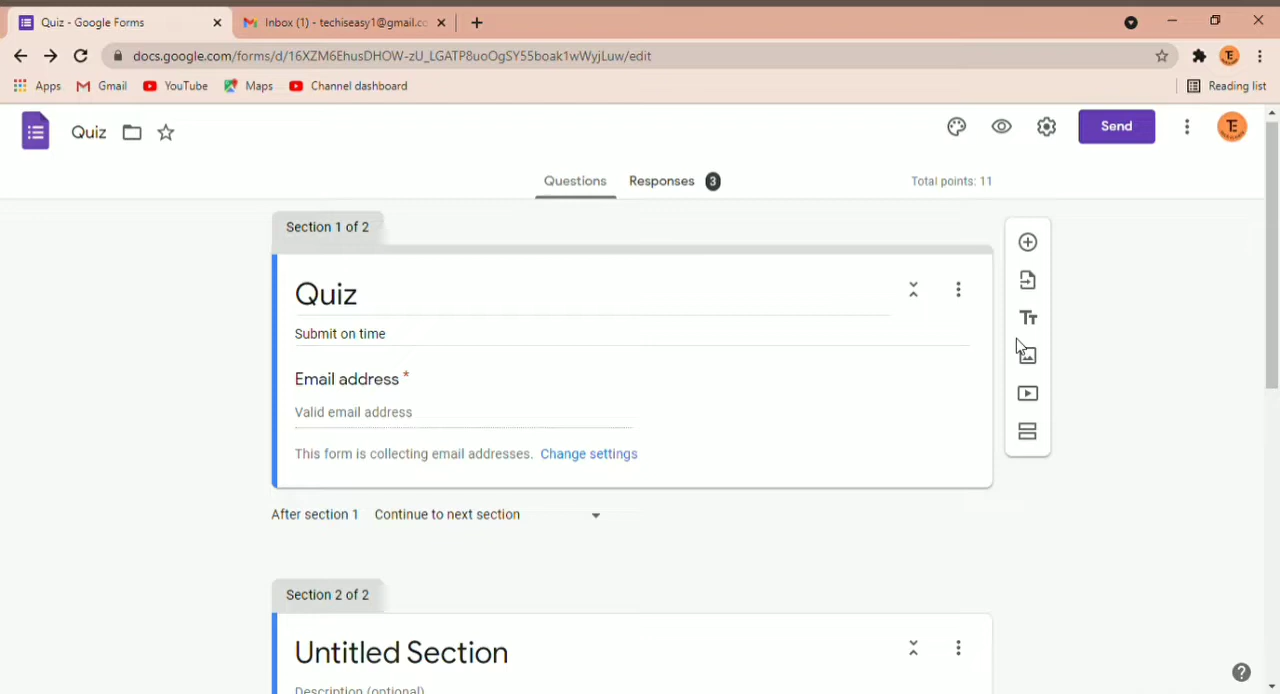 Quiz - Google Forms
Inbox (1) - techiseasy1@gmail.co
docs.google.com/forms/d/16XZM6EhusDHOW-zU_LGATP8uoOgSY55boak1wWyjLuw/edit
Apps
Gmail
YouTube
Maps
Channel dashboard
Reading list
Quiz
Send
TE
Questions
Responses
3
Total points: 11
Section 1 of 2
Quiz
Submit on time
Email address *
Valid email address
This form is collecting email addresses. Change settings
After section 1 Continue to next section
Section 2 of 2
Untitled Section
Description (optional)